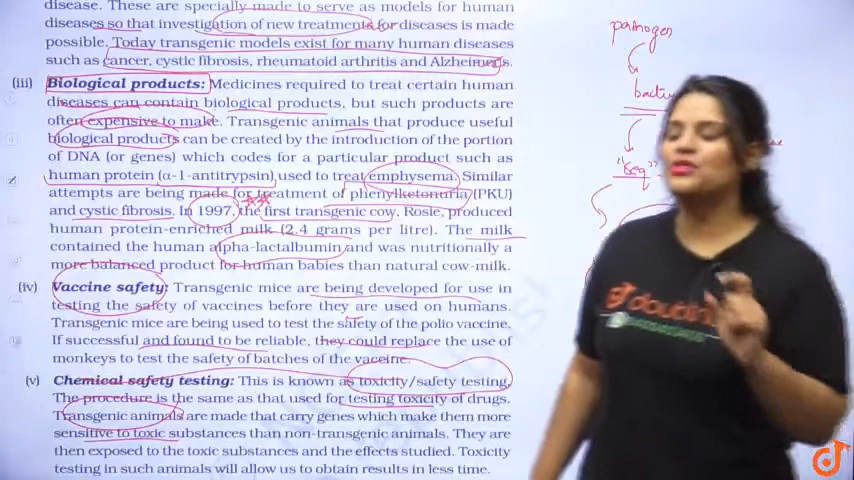 disease. These are specially made to serve as models for human
diseases so that investigation of new treatments for diseases is made
possible. Today transgenic models exist for many human diseases
such as cancer, cystic fibrosis, rheumatoid arthritis and Alzheimer's.
(iii) Biological products: Medicines required to treat certain human
diseases can contain biological products, but such products are
often expensive to make. Transgenic animals that produce useful
biological products can be created by the introduction of the portion
of DNA (or genes) which codes for a particular product such as
human protein (α-1-antitrypsin) used to treat emphysema. Similar
attempts are being made for treatment of phenylketonuria (PKU)
and cystic fibrosis. In 1997, the first transgenic cow, Rosie, produced
human protein-enriched milk (2.4 grams per litre). The milk
contained the human alpha-lactalbumin and was nutritionally a
more balanced product for human babies than natural cow-milk.
(iv) Vaccine safety: Transgenic mice are being developed for use in
testing the safety of vaccines before they are used on humans.
Transgenic mice are being used to test the safety of the polio vaccine.
If successful and found to be reliable, they could replace the use of
monkeys to test the safety of batches of the vaccine.
(v) Chemical safety testing: This is known as toxicity/safety testing.
The procedure is the same as that used for testing toxicity of drugs.
Transgenic animals are made that carry genes which make them more
sensitive to toxic substances than non-transgenic animals. They are
then exposed to the toxic substances and the effects studied. Toxicity
testing in such animals will allow us to obtain results in less time.
pathogen
"seq"